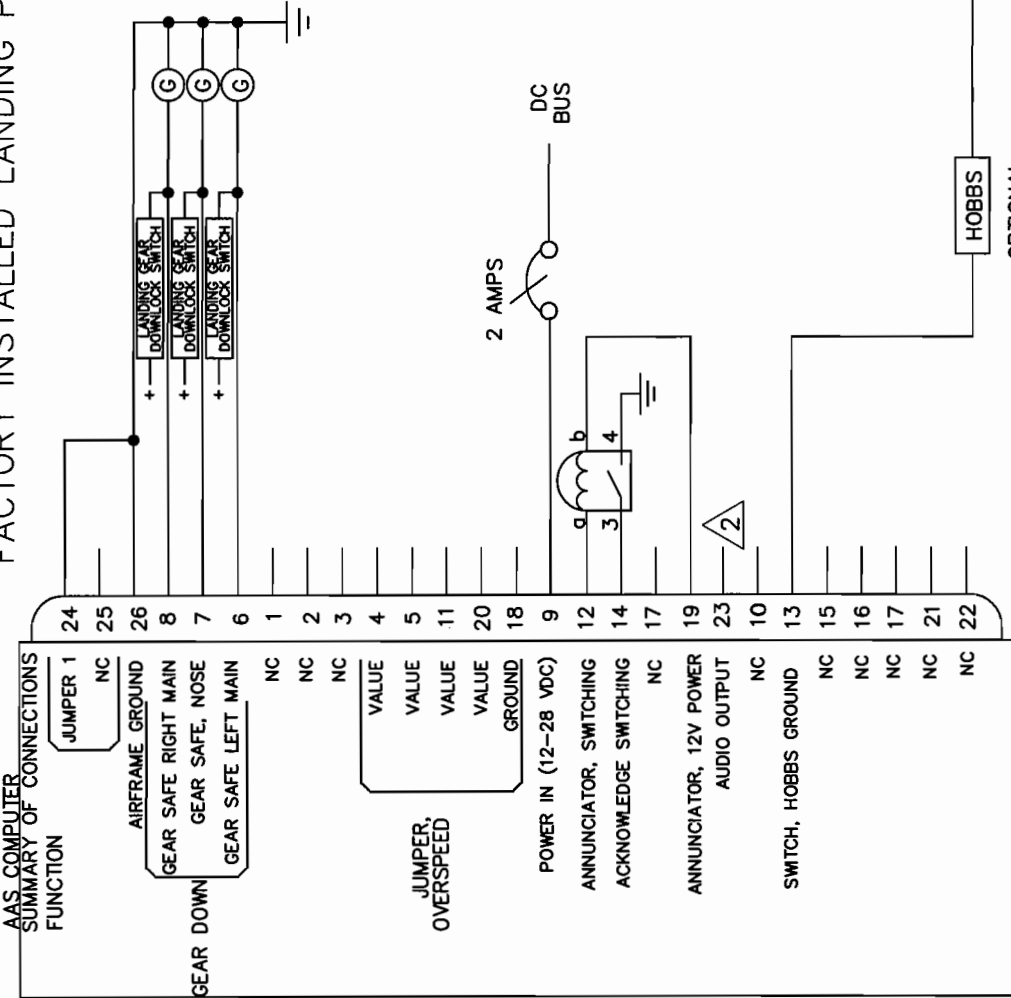 FACTORY INSTALLED LANDING
AAS COMPUTER
SUMMARY OF CONNECTIONS
FUNCTION
JUMPER 1 24
NC 25
AIRFRAME GROUND 26
GEAR DOWN
GEAR SAFE RIGHT MAIN 8
GEAR SAFE, NOSE 7
GEAR SAFE LEFT MAIN 6
NC 1
NC 2
NC 3
JUMPER,
OVERSPEED
VALUE 4
VALUE 5
VALUE 11
VALUE 20
GROUND 18
POWER IN (12-28 VDC) 9
ANNUNCIATOR, SWITCHING 12
ACKNOWLEDGE SWITCHING 14
NC 17
ANNUNCIATOR, 12V POWER 19
AUDIO OUTPUT 23
NC 10
SWITCH, HOBBS GROUND 13
NC 15
NC 16
NC 17
NC 21
NC 22
+ LANDING GEAR
DOWNLOCK SWITCH
G
+ LANDING GEAR
DOWNLOCK SWITCH
G
+ LANDING GEAR
DOWNLOCK SWITCH
G
2 AMPS
DC
BUS
a b
3 4
2
HOBBS
OPTIONAL